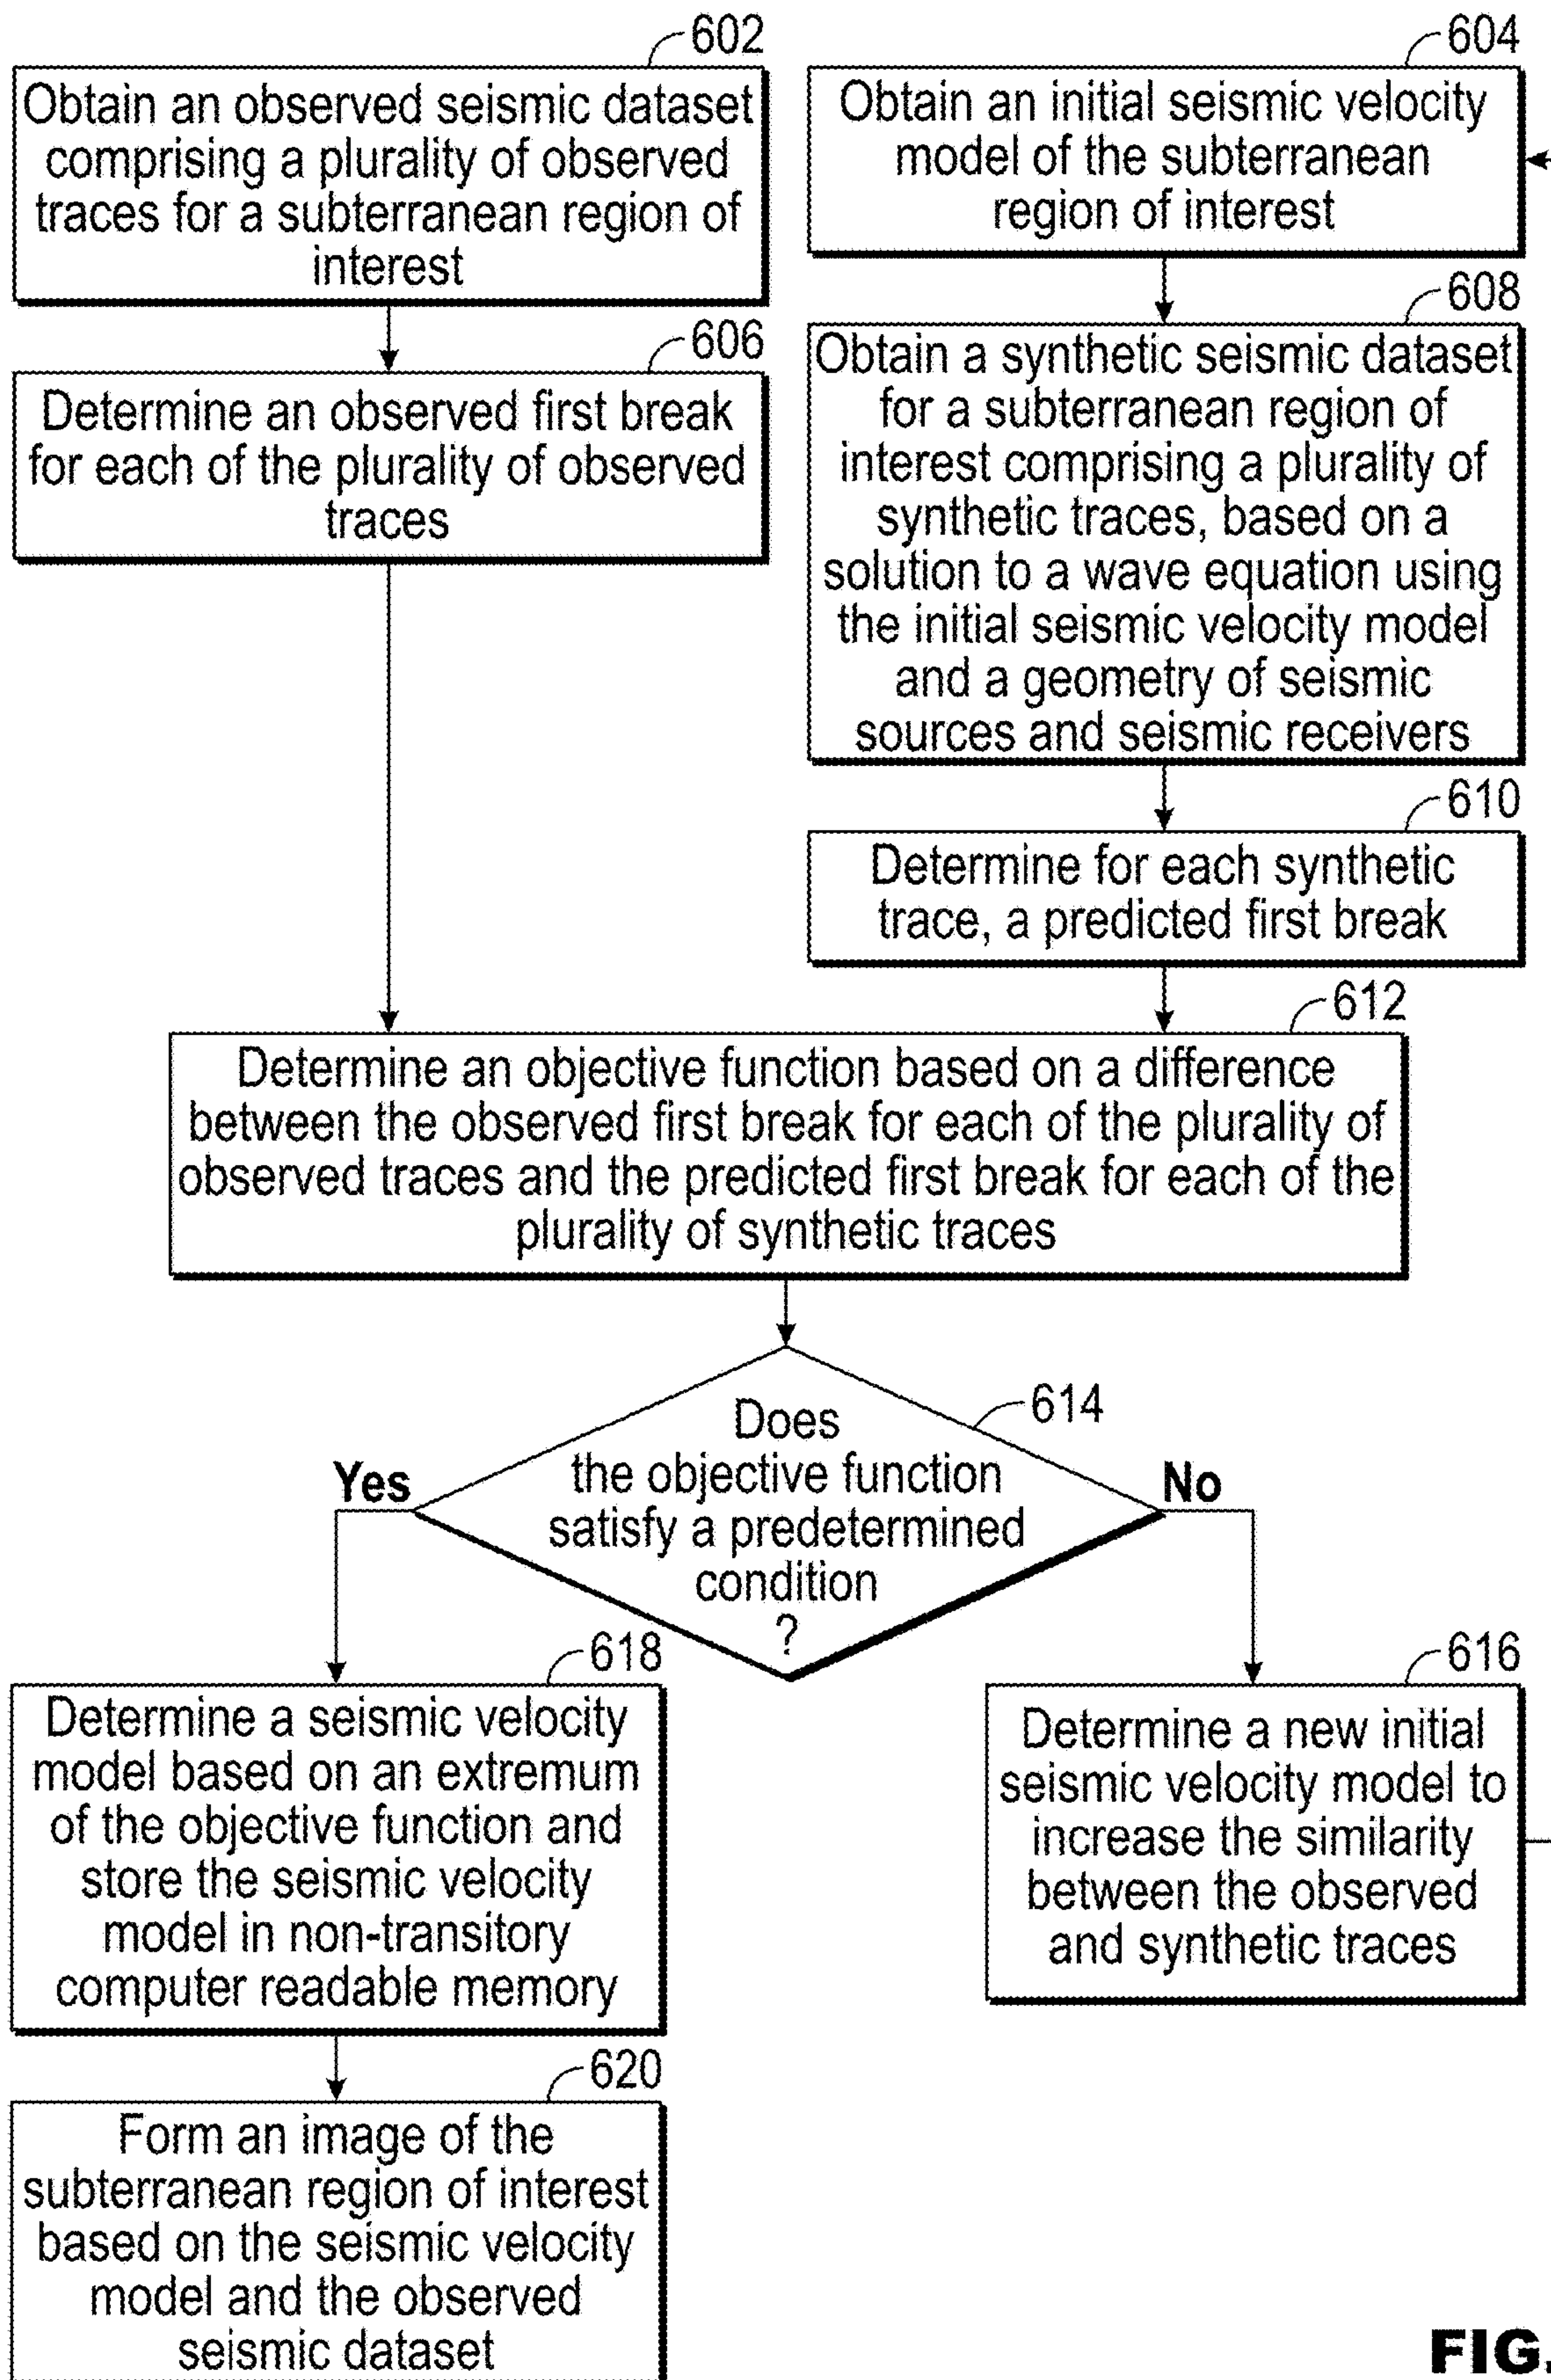 602
Obtain an observed seismic dataset
comprising a plurality of observed
traces for a subterranean region of
interest
604
Obtain an initial seismic velocity
model of the subterranean
region of interest
606
Determine an observed first break
for each of the plurality of observed
traces
608
Obtain a synthetic seismic dataset
for a subterranean region of
interest comprising a plurality of
synthetic traces, based on a
solution to a wave equation using
the initial seismic velocity model
and a geometry of seismic
sources and seismic receivers
610
Determine for each synthetic
trace, a predicted first break
612
Determine an objective function based on a difference
between the observed first break for each of the plurality of
observed traces and the predicted first break for each of the
plurality of synthetic traces
614
Does
the objective function
satisfy a predetermined
condition
?
Yes
No
618
Determine a seismic velocity
model based on an extremum
of the objective function and
store the seismic velocity
model in non-transitory
computer readable memory
616
Determine a new initial
seismic velocity model to
increase the similarity
between the observed
and synthetic traces
620
Form an image of the
subterranean region of interest
based on the seismic velocity
model and the observed
seismic dataset
FIG.